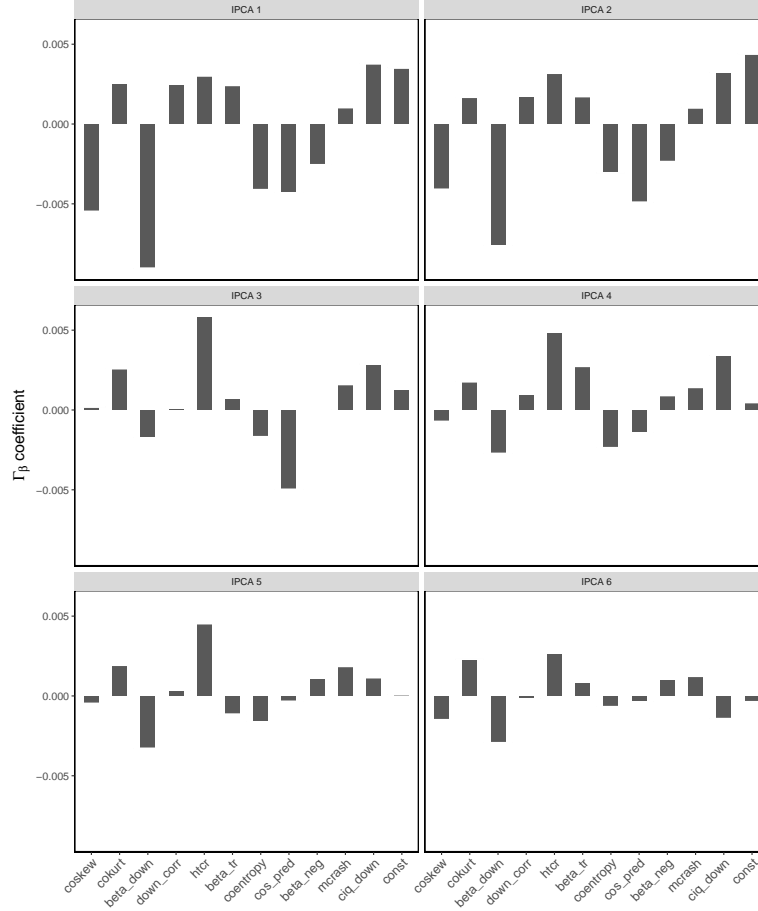 IPCA 1
IPCA 2
0.005
0.000
−0.005
IPCA 3
IPCA 4
0.005
0.000
−0.005
IPCA 5
IPCA 6
0.005
0.000
−0.005
Γβ coefficient
coskew
cokurt
beta_down
down_corr
htcr
beta_tr
coentropy
cos_pred
beta_neg
mcrash
ciq_down
const
coskew
cokurt
beta_down
down_corr
htcr
beta_tr
coentropy
cos_pred
beta_neg
mcrash
ciq_down
const